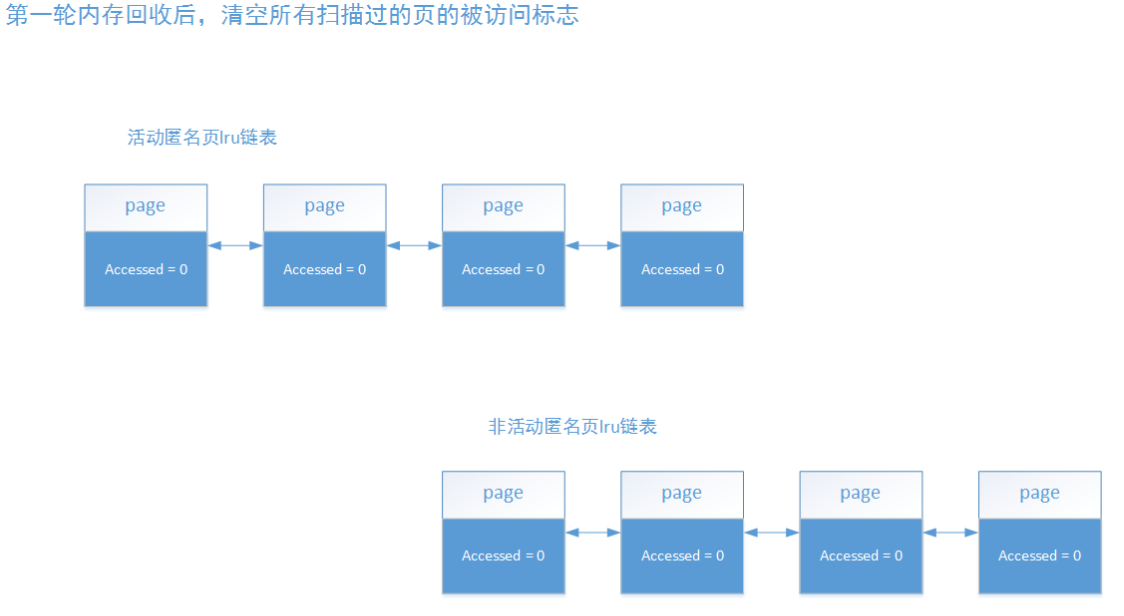 第一轮内存回收后，清空所有扫描过的页的被访问标志
活动匿名页lru链表
page page page page
Accessed = 0 Accessed = 0 Accessed = 0 Accessed = 0
非活动匿名页lru链表
page page page page
Accessed = 0 Accessed = 0 Accessed = 0 Accessed = 0